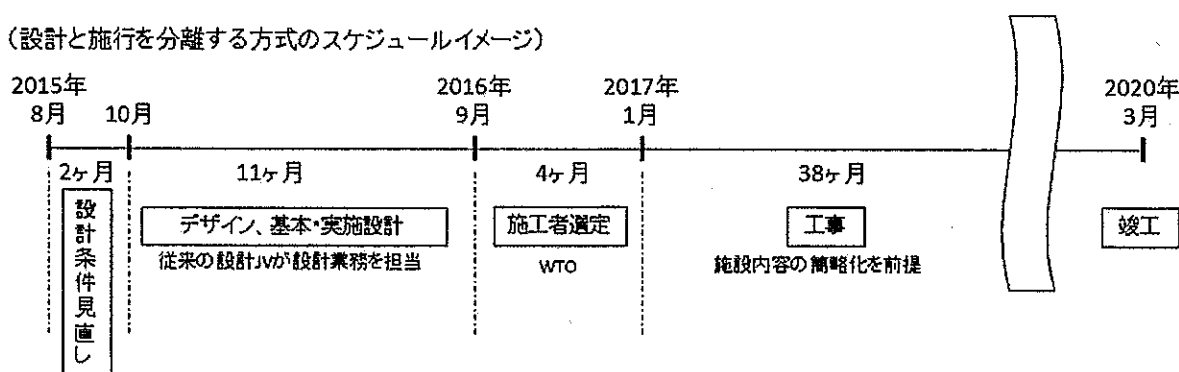 （設計と施行を分離する方式のスケジュールイメージ）
2015年
8月
10月
2016年
9月
2017年
1月
2020年
3月
2ヶ月
11ヶ月
4ヶ月
38ヶ月
設計条件見直し
デザイン、基本・実施設計
従来の設計JVが設計業務を担当
施工者選定
WTO
工事
施設内容の簡略化を前提
竣工